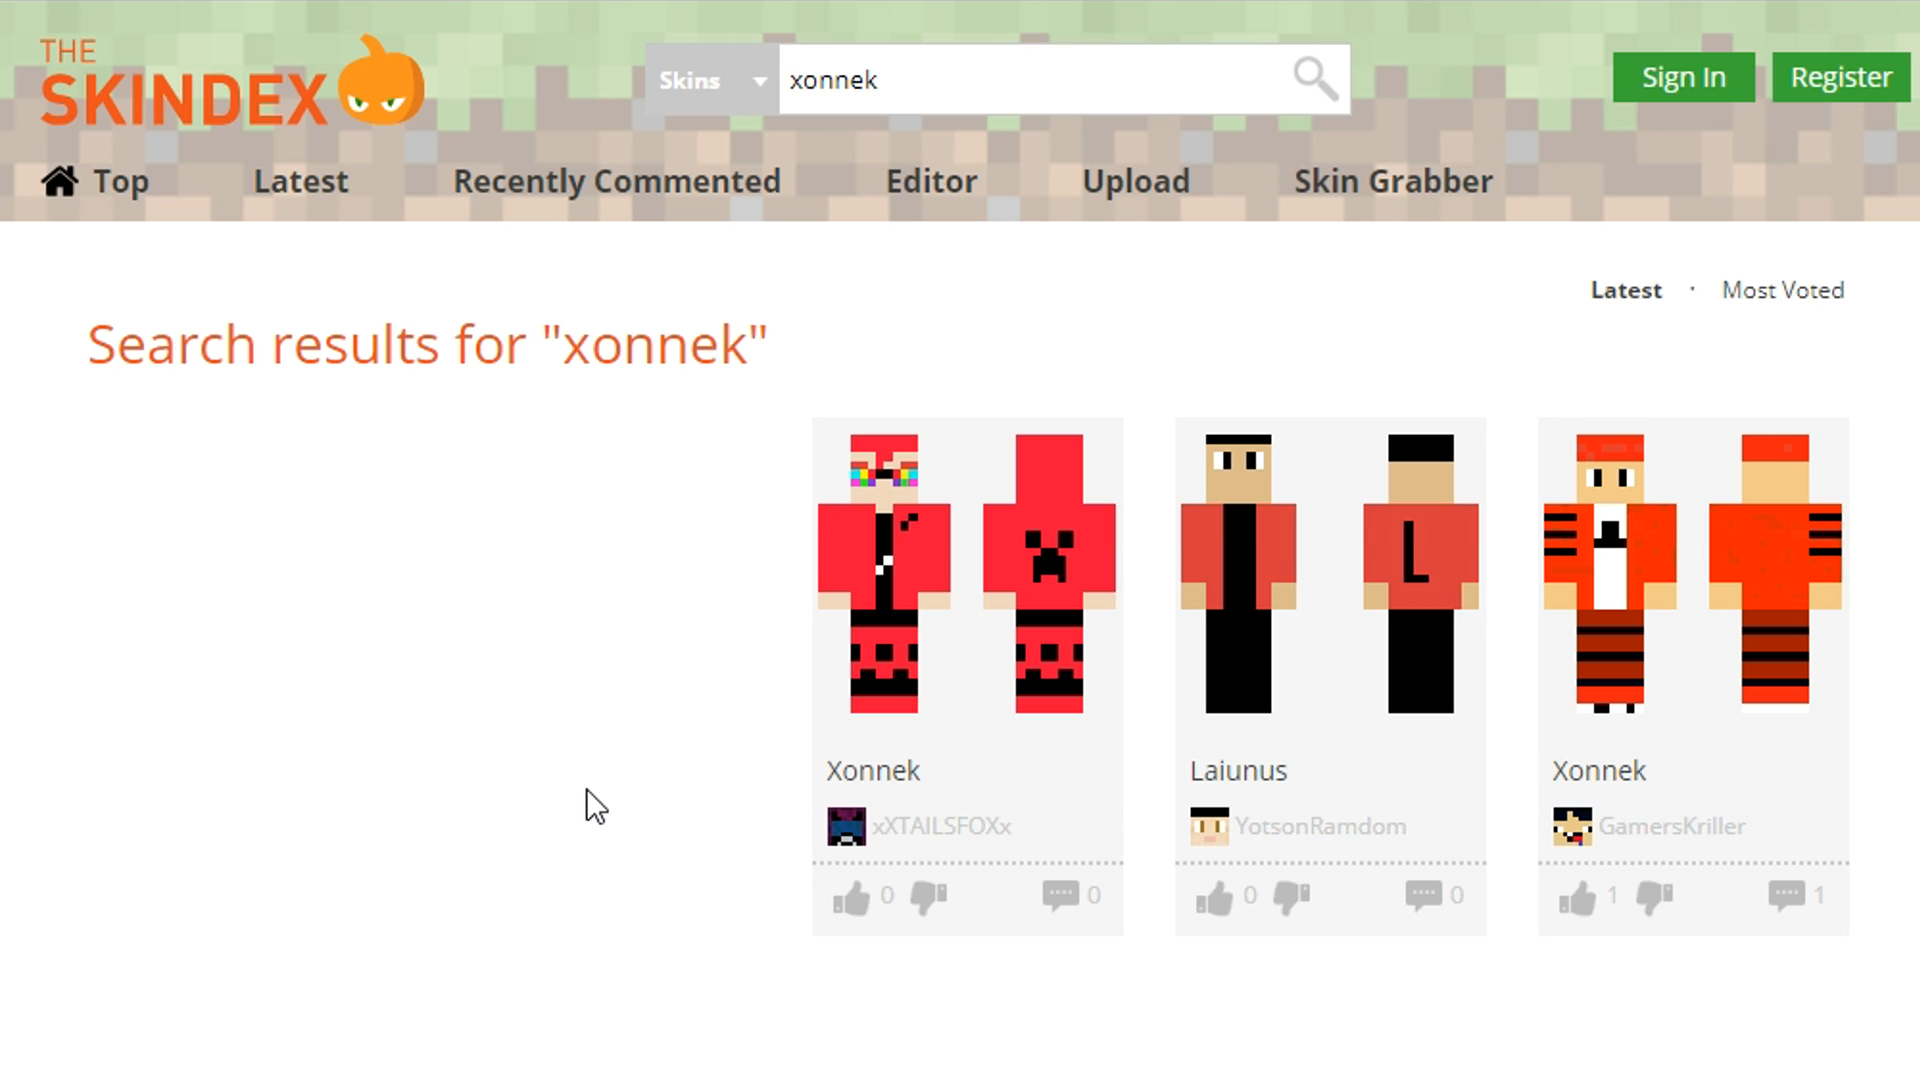 THE
SKINDEX
Skins
xonnek
Sign In
Register
Top
Latest
Recently Commented
Editor
Upload
Skin Grabber
Latest · Most Voted
Search results for "xonnek"
L
Xonnek
Laiunus
Xonnek
xXTAILSFOXx
YotsonRamdom
GamersKriller
0
0
0
0
1
1